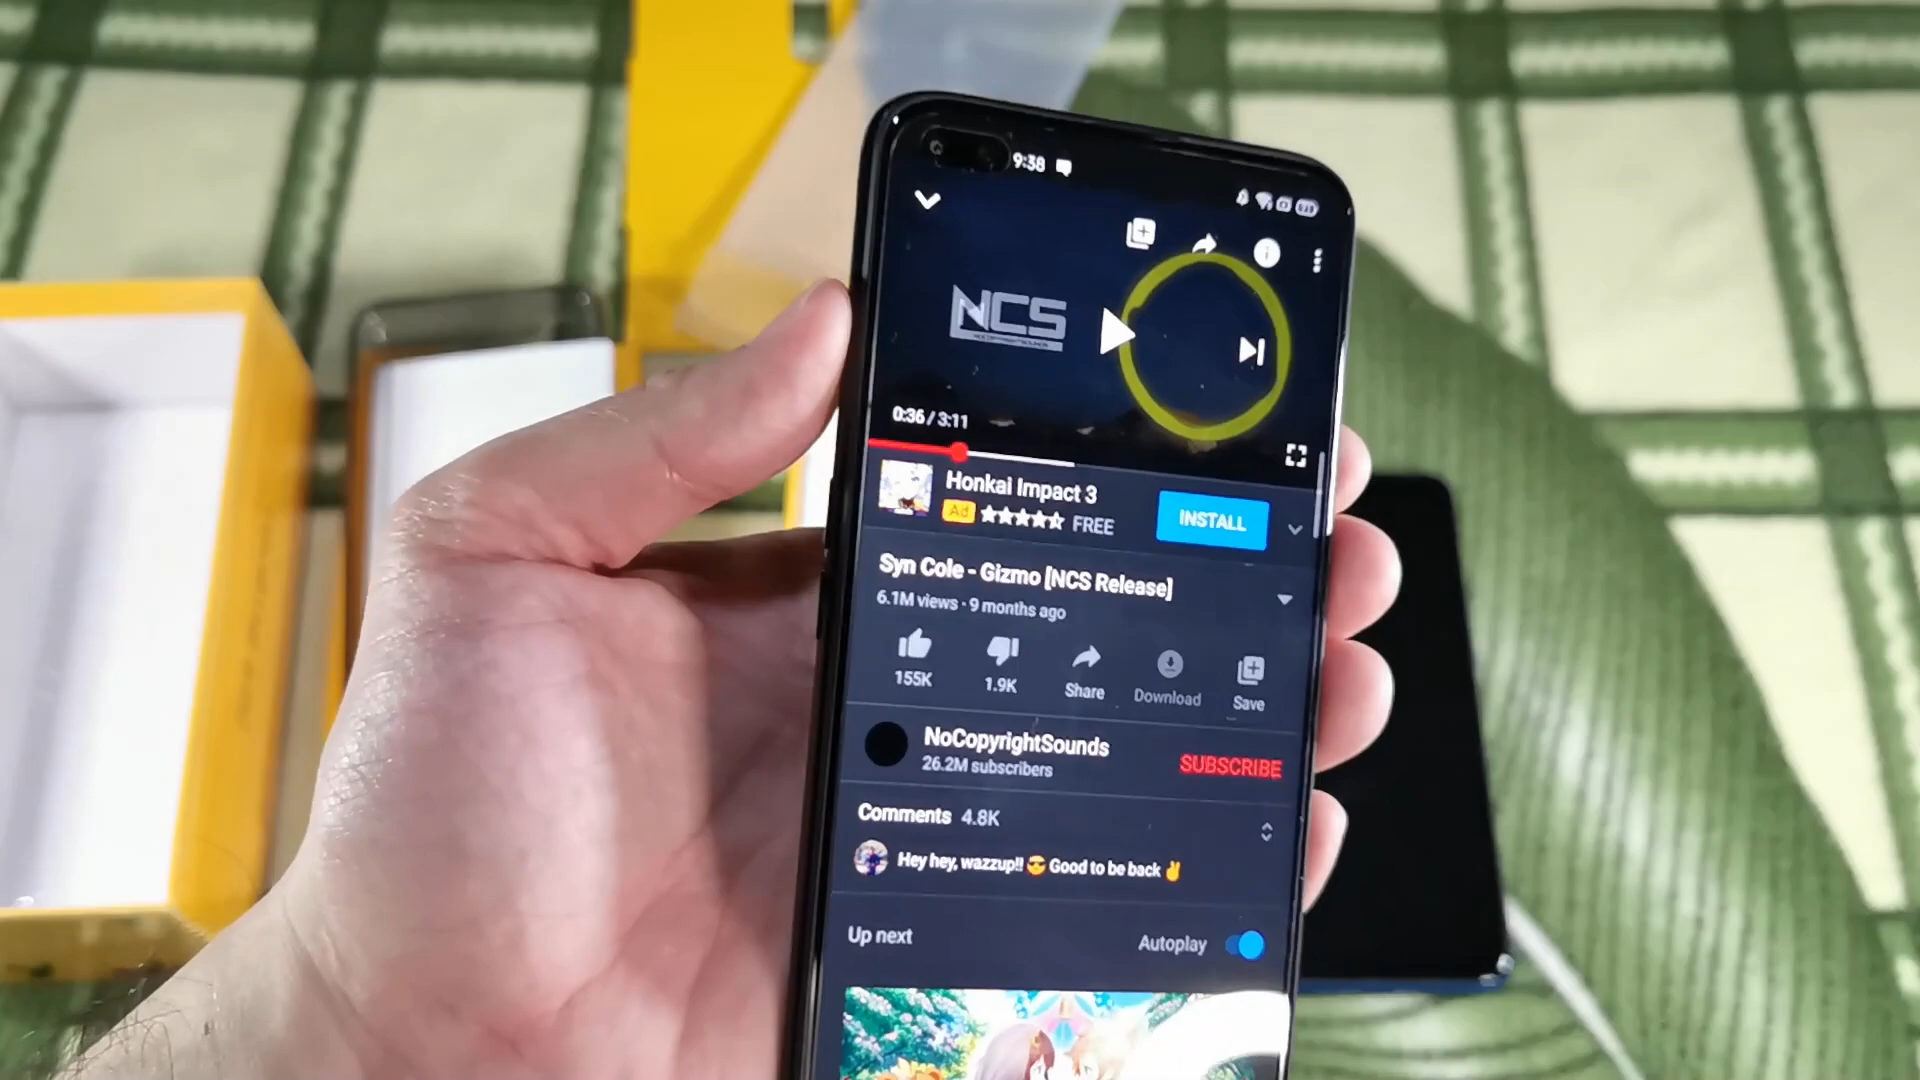 9:38
NCS
0:36 / 3:11
Honkai Impact 3
Ad
FREE
INSTALL
Syn Cole - Gizmo [NCS Release]
6.1M views · 9 months ago
155K
1.9K
Share
Download
Save
NoCopyrightSounds
26.2M subscribers
SUBSCRIBE
Comments 4.8K
Hey hey, wazzup!! 😎 Good to be back ✌
Up next
Autoplay